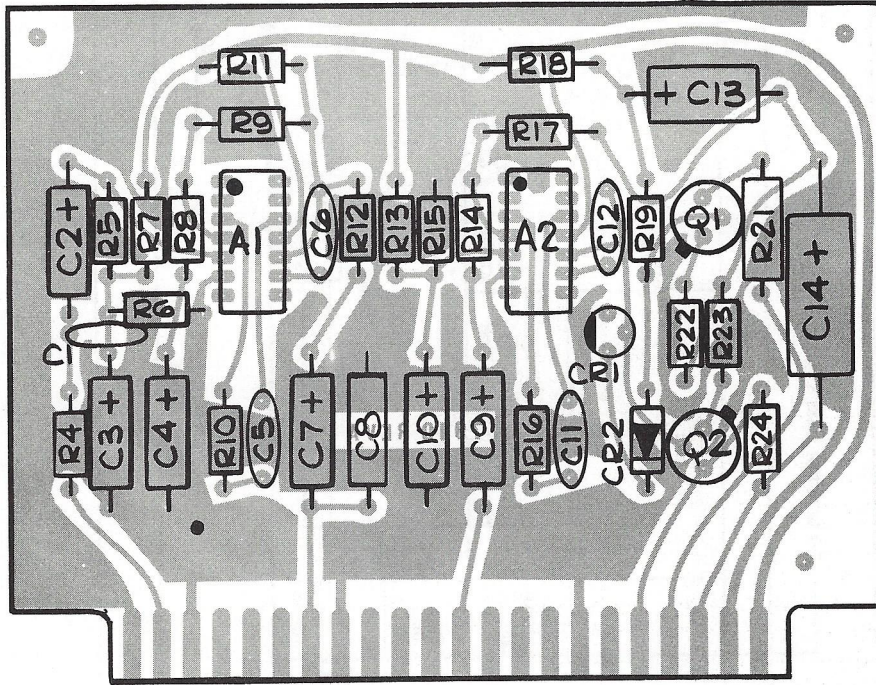 R11
R18
+ C13
R9
R17
C2+
R5
R7
R8
A1
C6
R12
R13
R15
R14
A2
C12
R19
Q1
R21
C14+
R6
C1
R22
R23
CR1
R4
C3+
C4+
R10
C5
C7+
C8
C10+
C9+
R16
C11
CR2
Q2
R24